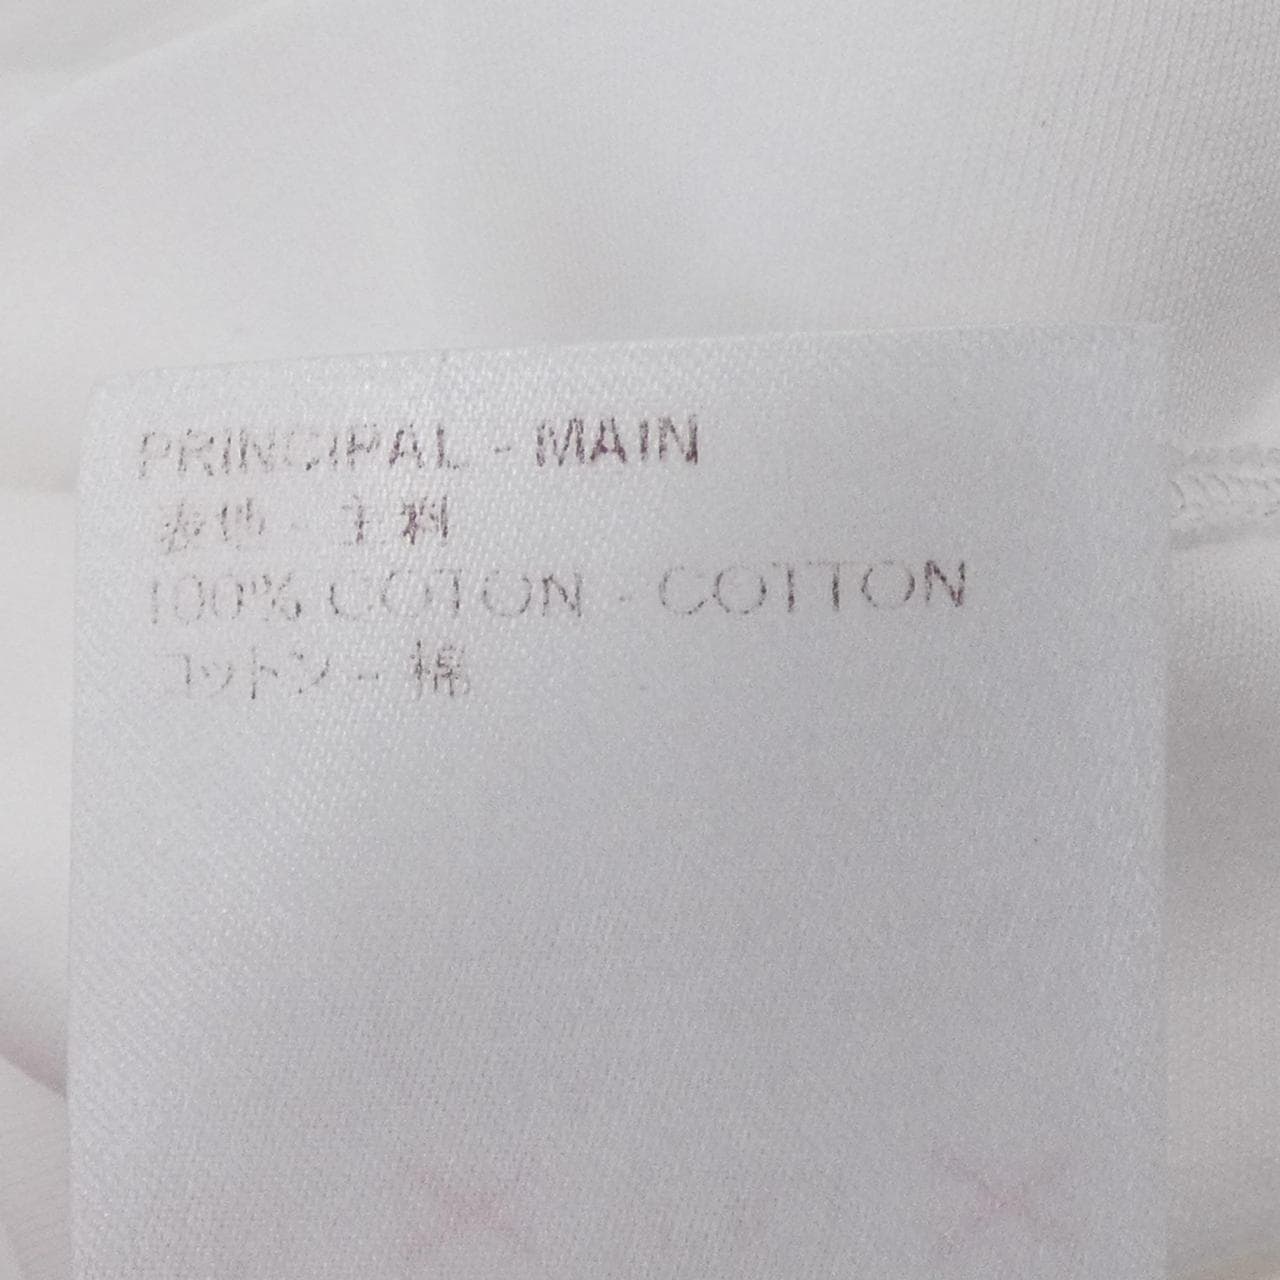 PRINCIPAL - MAIN
表地 - 主料
100% COTON - COTTON
コットン - 棉